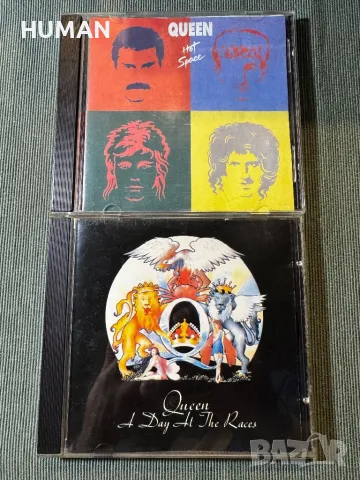 QUEEN
Hot
Space
Queen
A Day At The Races
BAZAR